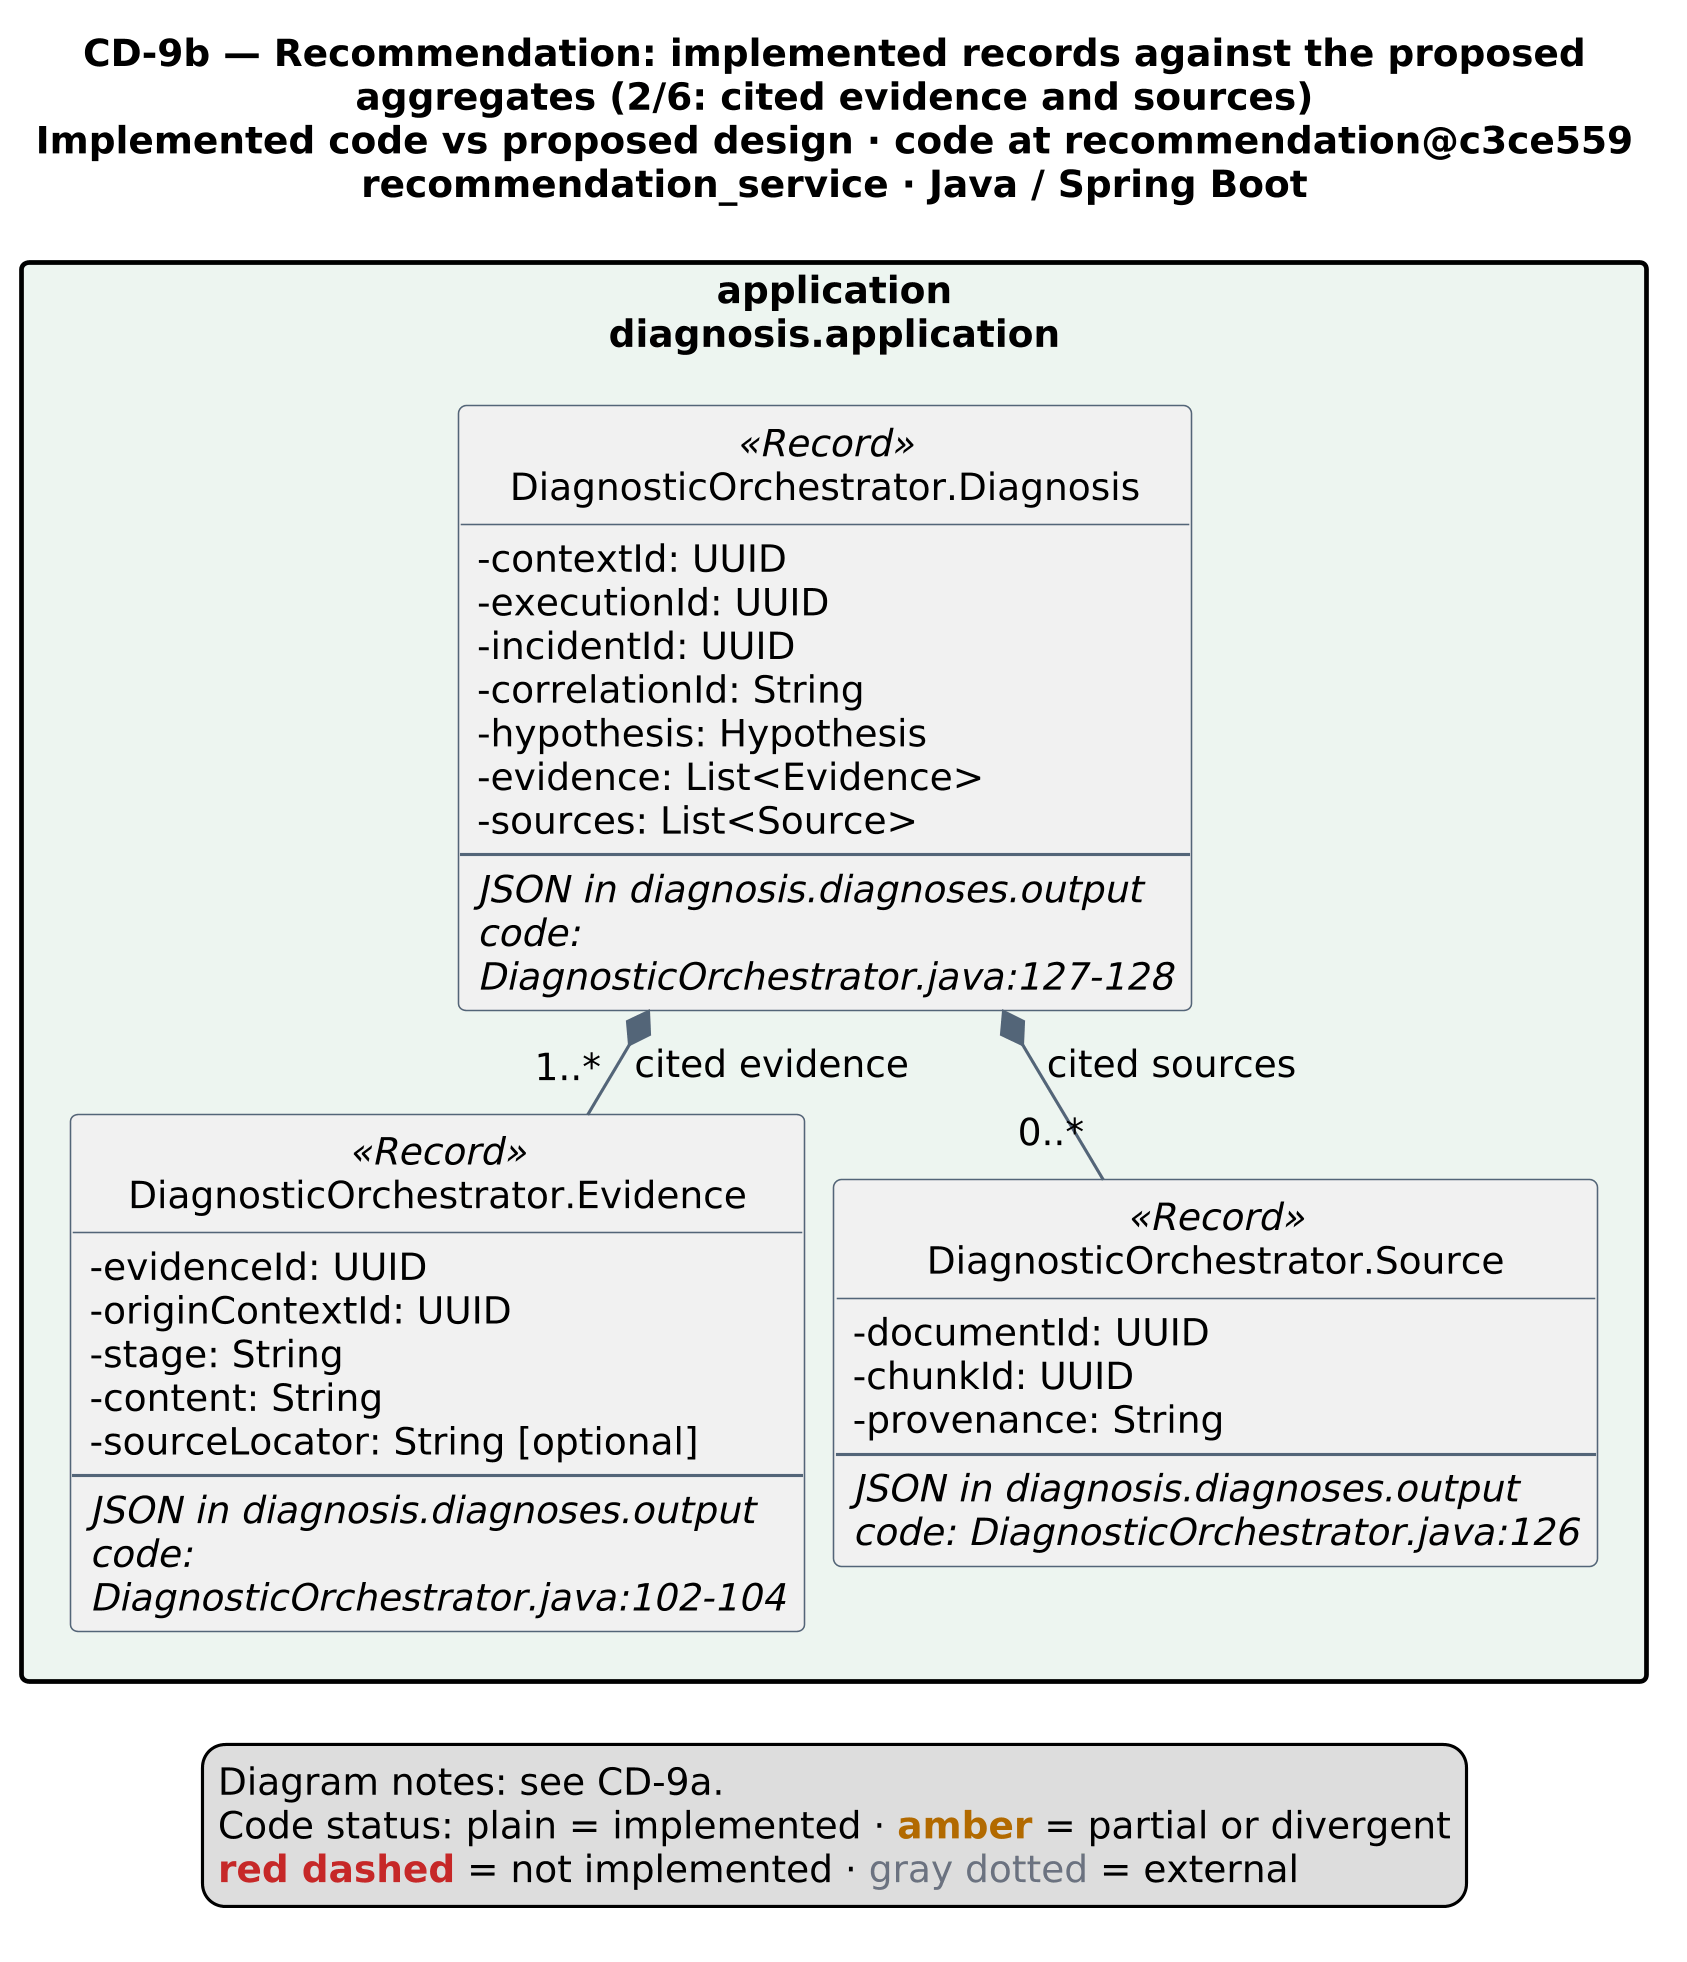 CD-9b — Recommendation: implemented records against the proposed
aggregates (2/6: cited evidence and sources)
Implemented code vs proposed design · code at recommendation@c3ce559
recommendation_service · Java / Spring Boot
application
diagnosis.application
«Record»
DiagnosticOrchestrator.Diagnosis
-contextId: UUID
-executionId: UUID
-incidentId: UUID
-correlationId: String
-hypothesis: Hypothesis
-evidence: List<Evidence>
-sources: List<Source>
JSON in diagnosis.diagnoses.output
code:
DiagnosticOrchestrator.java:127-128
1..*
cited evidence
cited sources
0..*
«Record»
DiagnosticOrchestrator.Evidence
-evidenceId: UUID
-originContextId: UUID
-stage: String
-content: String
-sourceLocator: String [optional]
JSON in diagnosis.diagnoses.output
code:
DiagnosticOrchestrator.java:102-104
«Record»
DiagnosticOrchestrator.Source
-documentId: UUID
-chunkId: UUID
-provenance: String
JSON in diagnosis.diagnoses.output
code: DiagnosticOrchestrator.java:126
Diagram notes: see CD-9a.
Code status: plain = implemented · amber = partial or divergent
red dashed = not implemented · gray dotted = external